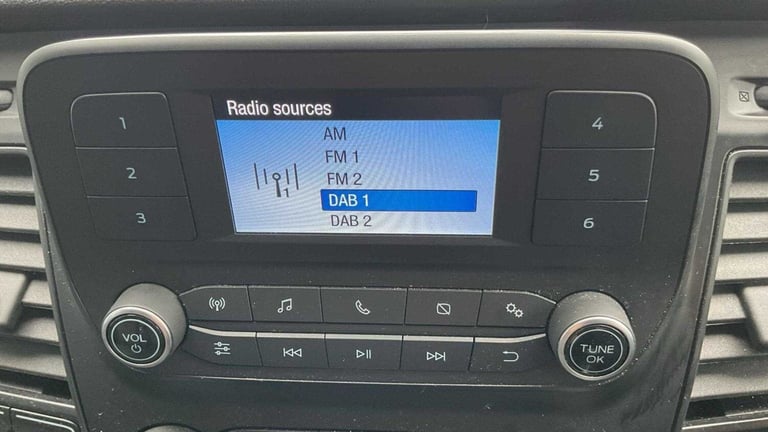 Radio sources
AM
FM 1
FM 2
DAB 1
DAB 2
1
1
2
3
4
5
6
VOL
TUNE
OK